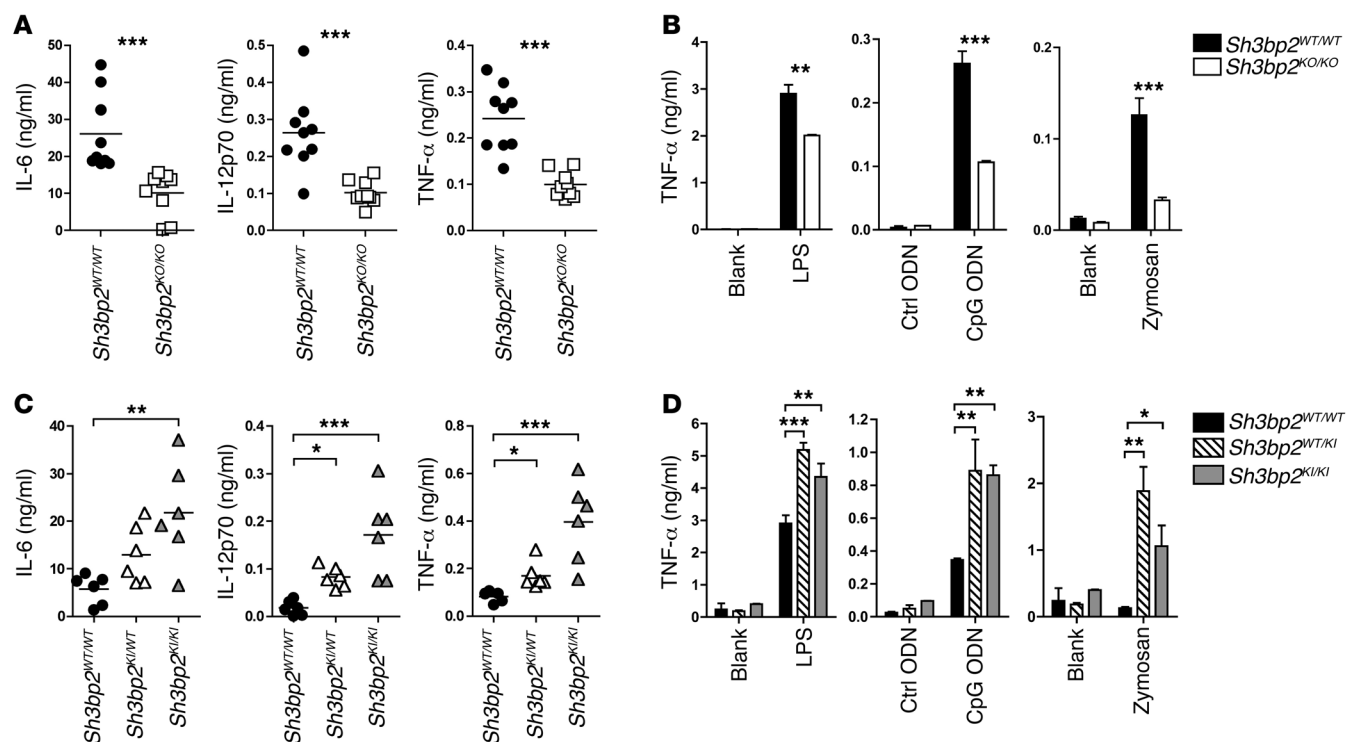 A
IL-6 (ng/ml)
50
40
30
20
10
0
***
Sh3bp2WT/WT
Sh3bp2KO/KO
IL-12p70 (ng/ml)
0.5
0.4
0.3
0.2
0.1
0.0
***
Sh3bp2WT/WT
Sh3bp2KO/KO
TNF-α (ng/ml)
0.4
0.3
0.2
0.1
0.0
***
Sh3bp2WT/WT
Sh3bp2KO/KO
B
TNF-α (ng/ml)
4
3
2
1
0
**
Blank
LPS
0.3
0.2
0.1
0.0
***
Ctrl ODN
CpG ODN
0.2
0.1
0.0
***
Blank
Zymosan
Sh3bp2WT/WT
Sh3bp2KO/KO
C
IL-6 (ng/ml)
40
30
20
10
0
**
Sh3bp2WT/WT
Sh3bp2KI/WT
Sh3bp2KI/KI
IL-12p70 (ng/ml)
0.4
0.3
0.2
0.1
0.0
***
*
Sh3bp2WT/WT
Sh3bp2KI/WT
Sh3bp2KI/KI
TNF-α (ng/ml)
0.8
0.6
0.4
0.2
0.0
***
*
Sh3bp2WT/WT
Sh3bp2KI/WT
Sh3bp2KI/KI
D
TNF-α (ng/ml)
6
5
4
3
2
1
0
**
***
Blank
LPS
1.2
1.0
0.8
0.6
0.4
0.2
0.0
**
**
Ctrl ODN
CpG ODN
3
2
1
0
*
**
Blank
Zymosan
Sh3bp2WT/WT
Sh3bp2WT/KI
Sh3bp2KI/KI